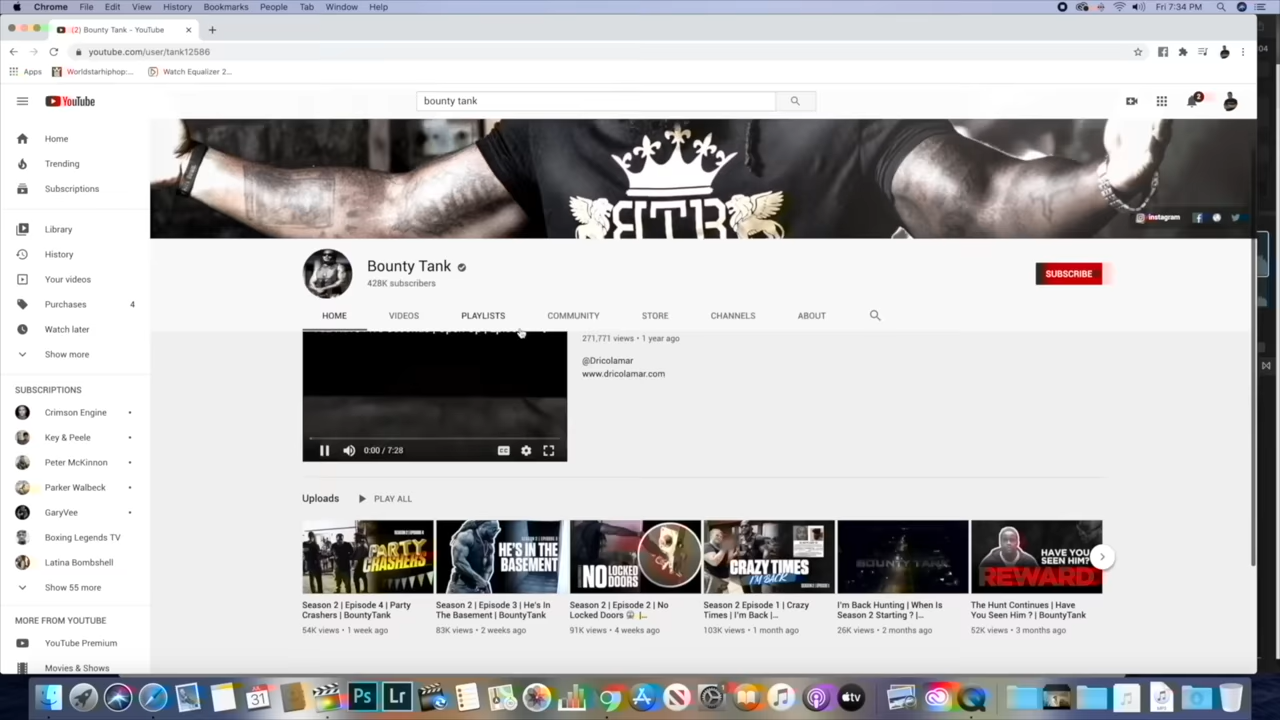 Chrome File Edit View History Bookmarks People Tab Window Help
Fri 7:34 PM
(2) Bounty Tank - YouTube
youtube.com/user/tank12586
Apps Worldstarhiphop:... Watch Equalizer 2...
YouTube
bounty tank
2
Home
Trending
Subscriptions
Library
History
Your videos
Purchases 4
Watch later
Show more
SUBSCRIPTIONS
Crimson Engine
Key & Peele
Peter McKinnon
Parker Walbeck
GaryVee
Boxing Legends TV
Latina Bombshell
Show 55 more
MORE FROM YOUTUBE
YouTube Premium
Movies & Shows
BTB
instagram
Bounty Tank
428K subscribers
SUBSCRIBE
HOME VIDEOS PLAYLISTS COMMUNITY STORE CHANNELS ABOUT
271,771 views • 1 year ago
@Dricolamar
www.dricolamar.com
0:00 / 7:28
CC
Uploads PLAY ALL
PARTY CRASHERS
HE'S IN THE BASEMENT
NO LOCKED DOORS
CRAZY TIMES I'M BACK
BOUNTY TANK
HAVE YOU SEEN HIM? REWARD
Season 2 | Episode 4 | Party Crashers | BountyTank
54K views • 1 week ago
Season 2 | Episode 3 | He's In The Basement | BountyTank
83K views • 2 weeks ago
Season 2 | Episode 2 | No Locked Doors 😱 |...
91K views • 4 weeks ago
Season 2 Episode 1 | Crazy Times | I'm Back |...
103K views • 1 month ago
I'm Back Hunting | When Is Season 2 Starting ? |...
26K views • 2 months ago
The Hunt Continues | Have You Seen Him ? | BountyTank
52K views • 3 months ago
31
Ps
Lr
tv